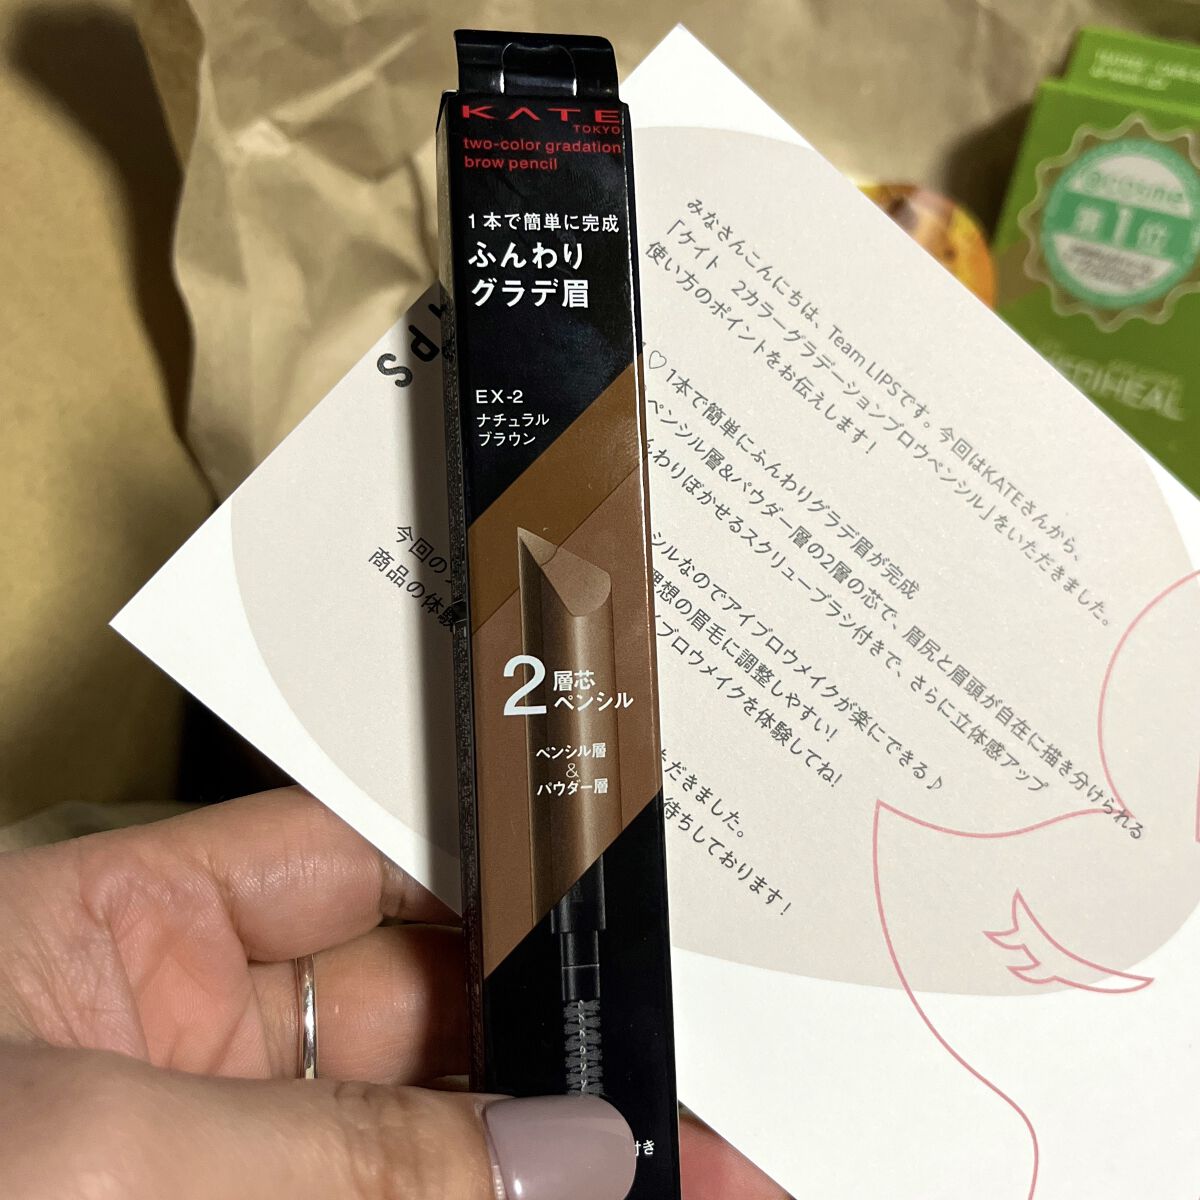 KATE
TOKYO
two-color gradation
brow pencil
1本で簡単に完成
ふんわり
グラデ眉
EX-2
ナチュラル
ブラウン
2層芯
ペンシル
ペンシル層
&
パウダー層
付き
みなさんこんにちは、Team LIPSです。今回はKATEさんから、
「ケイト 2カラーグラデーションブロウペンシル」をいただきました。
使い方のポイントをお伝えします!
♡1本で簡単にふんわりグラデ眉が完成
ペンシル層&パウダー層の2層の芯で、眉尻と眉頭が自在に描き分けられる
んわりぼかせるスクリューブラシ付きで、さらに立体感アップ
シルなのでアイブロウメイクが楽にできる♪
理想の眉毛に調整しやすい!
イブロウメイクを体験してね!
ただきました。
待ちしております!
今回の
商品の体験
@cosme
第1位
MEDIHEAL